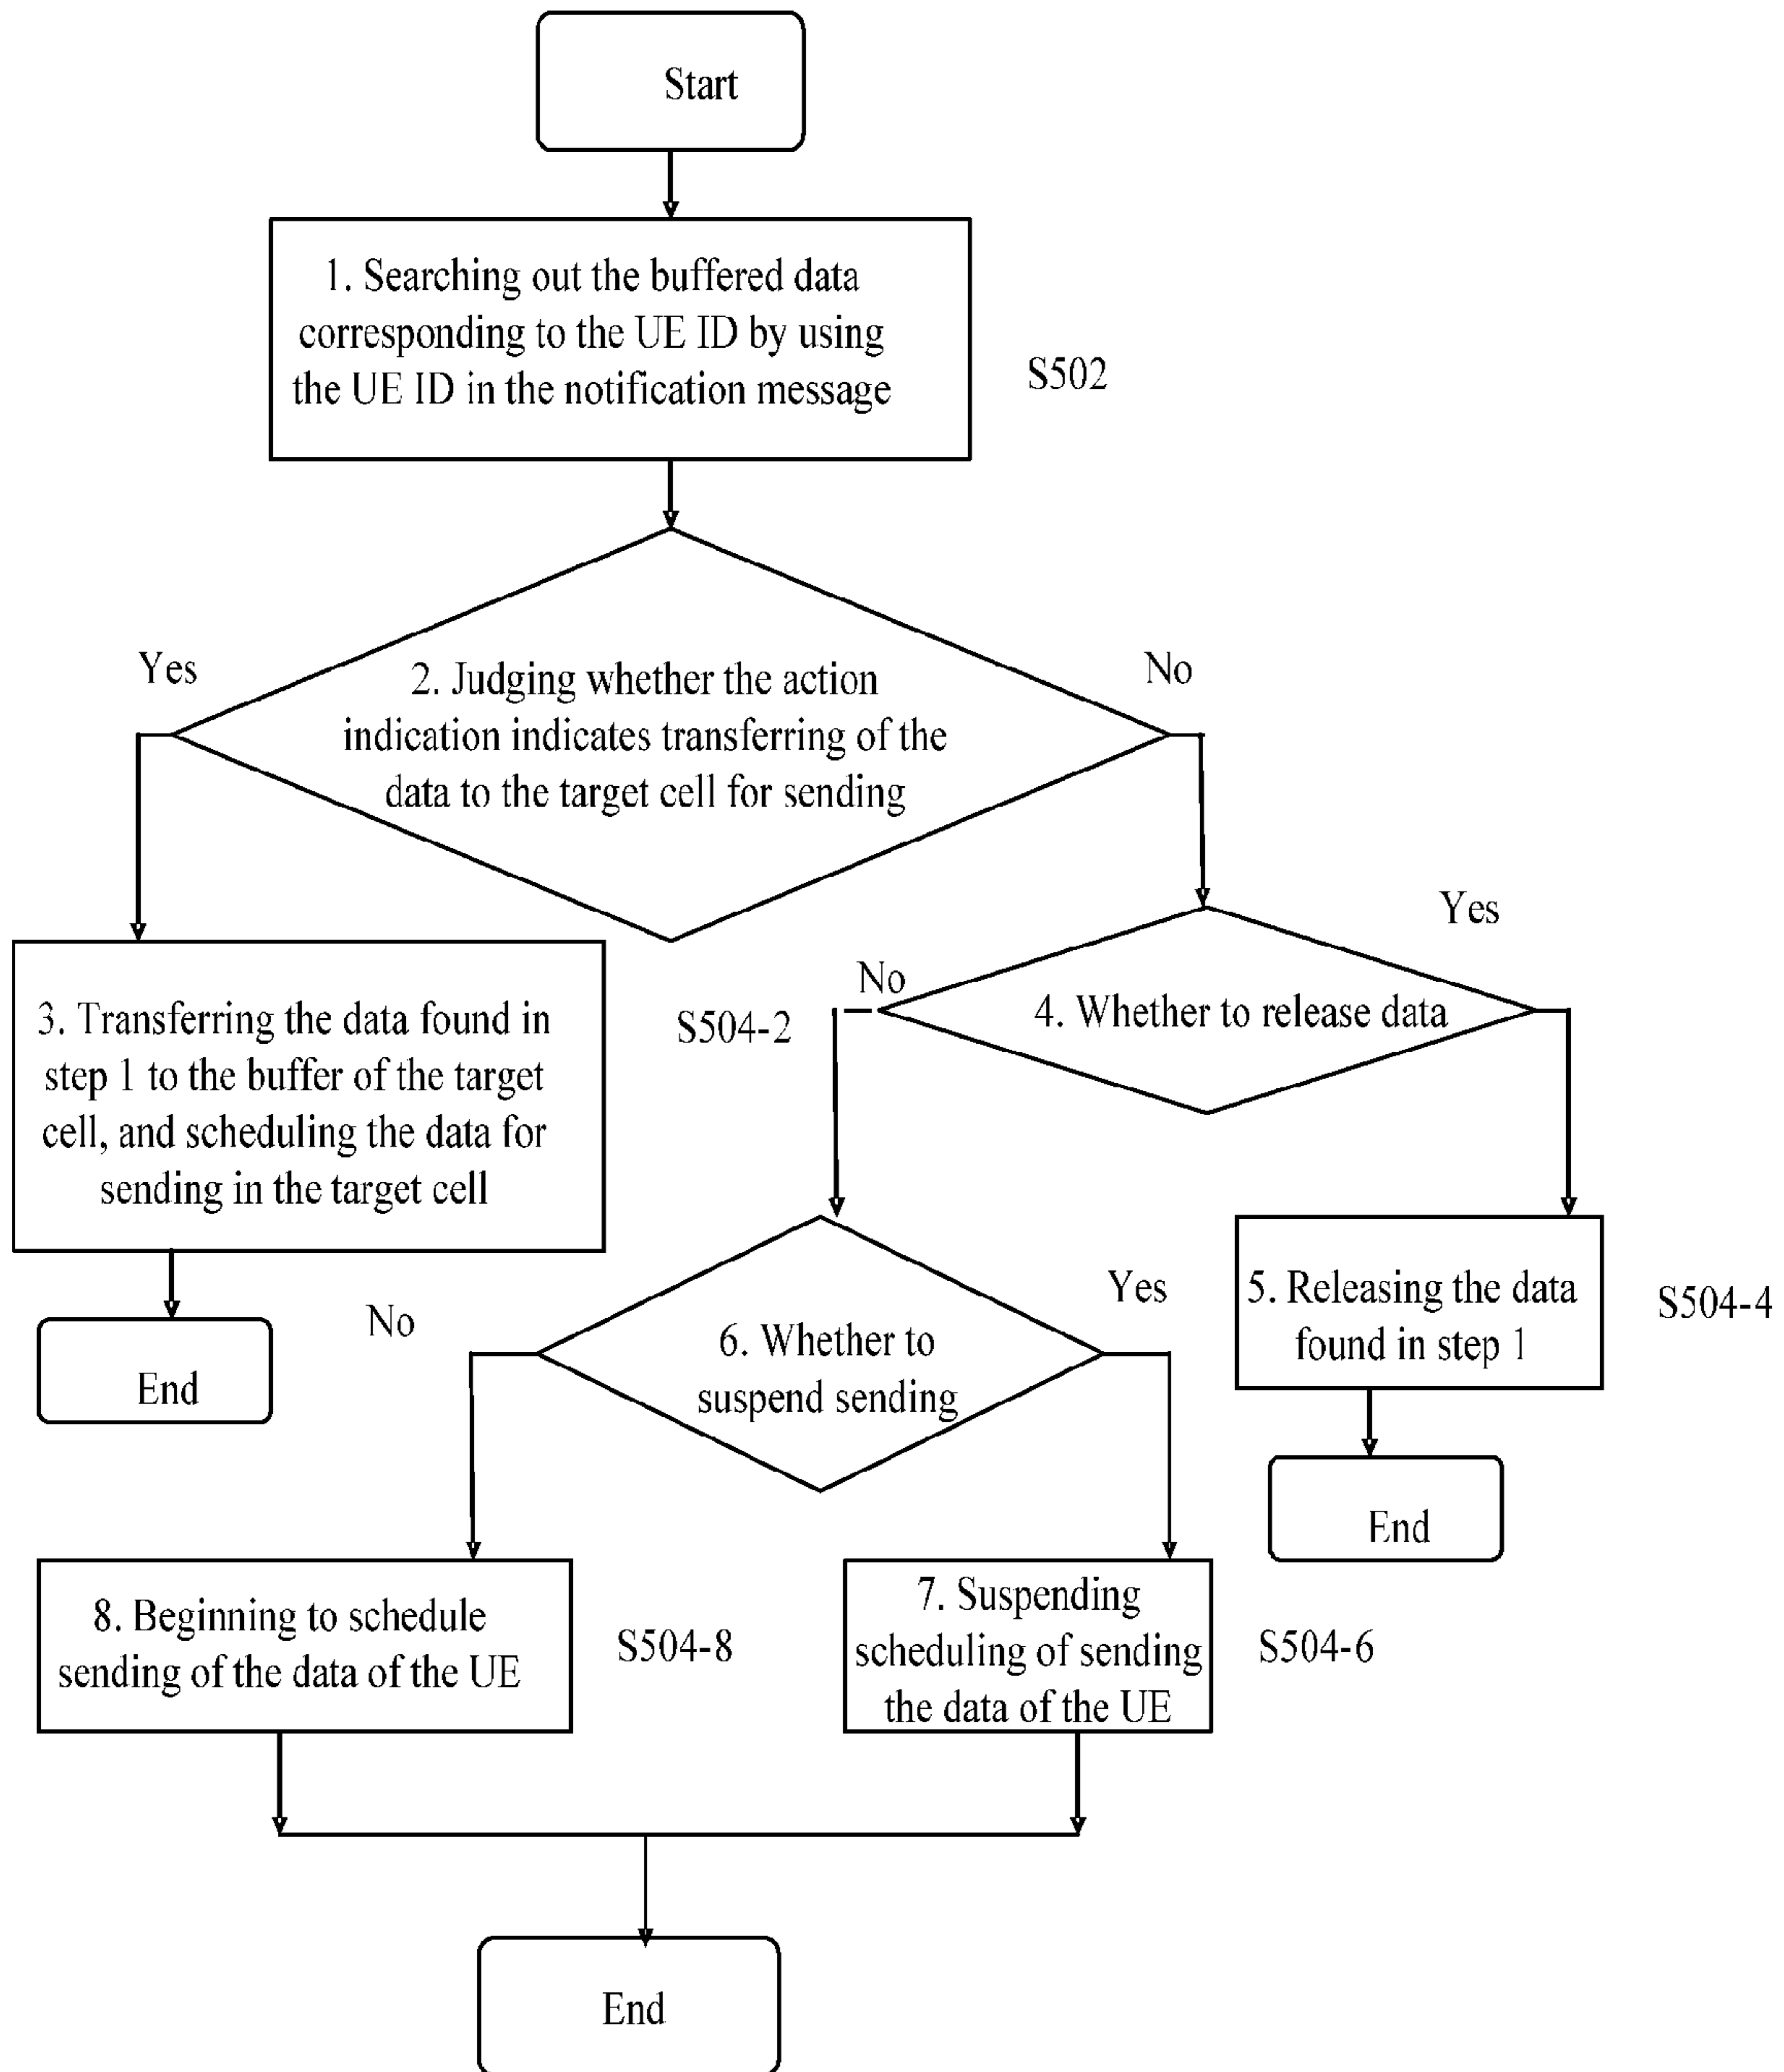 Start
1. Searching out the buffered data
corresponding to the UE ID by using
the UE ID in the notification message
S502
Yes
No
2. Judging whether the action
indication indicates transferring of the
data to the target cell for sending
Yes
No
3. Transferring the data found in
step 1 to the buffer of the target
cell, and scheduling the data for
sending in the target cell
S504-2
4. Whether to release data
End
No
Yes
6. Whether to
suspend sending
5. Releasing the data
found in step 1
S504-4
End
8. Beginning to schedule
sending of the data of the UE
S504-8
7. Suspending
scheduling of sending
the data of the UE
S504-6
End